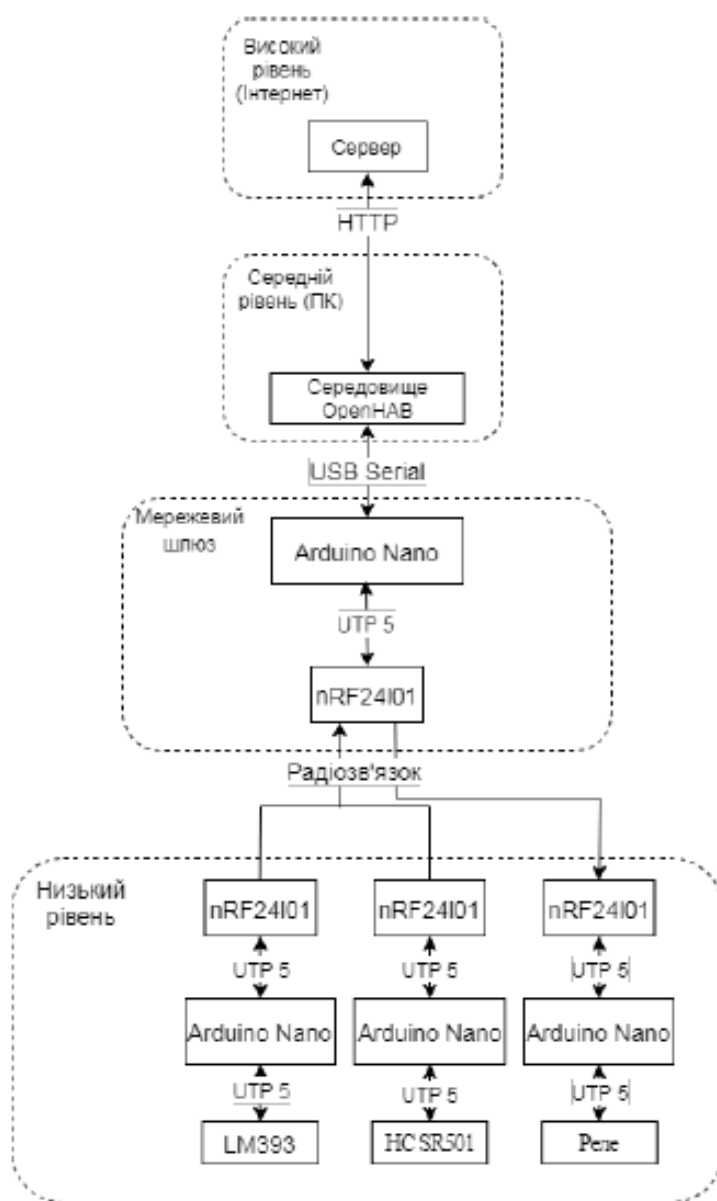 Високий
рівень
(Інтернет)
Сервер
HTTP
Середній
рівень (ПК)
Середовище
OpenHAB
USB Serial
Мережевий
шлюз
Arduino Nano
UTP 5
nRF24l01
Радіозв'язок
Низький
рівень
nRF24l01 nRF24l01 nRF24l01
UTP 5 UTP 5 UTP 5
Arduino Nano Arduino Nano Arduino Nano
UTP 5 UTP 5 UTP 5
LM393 HC SR501 Реле